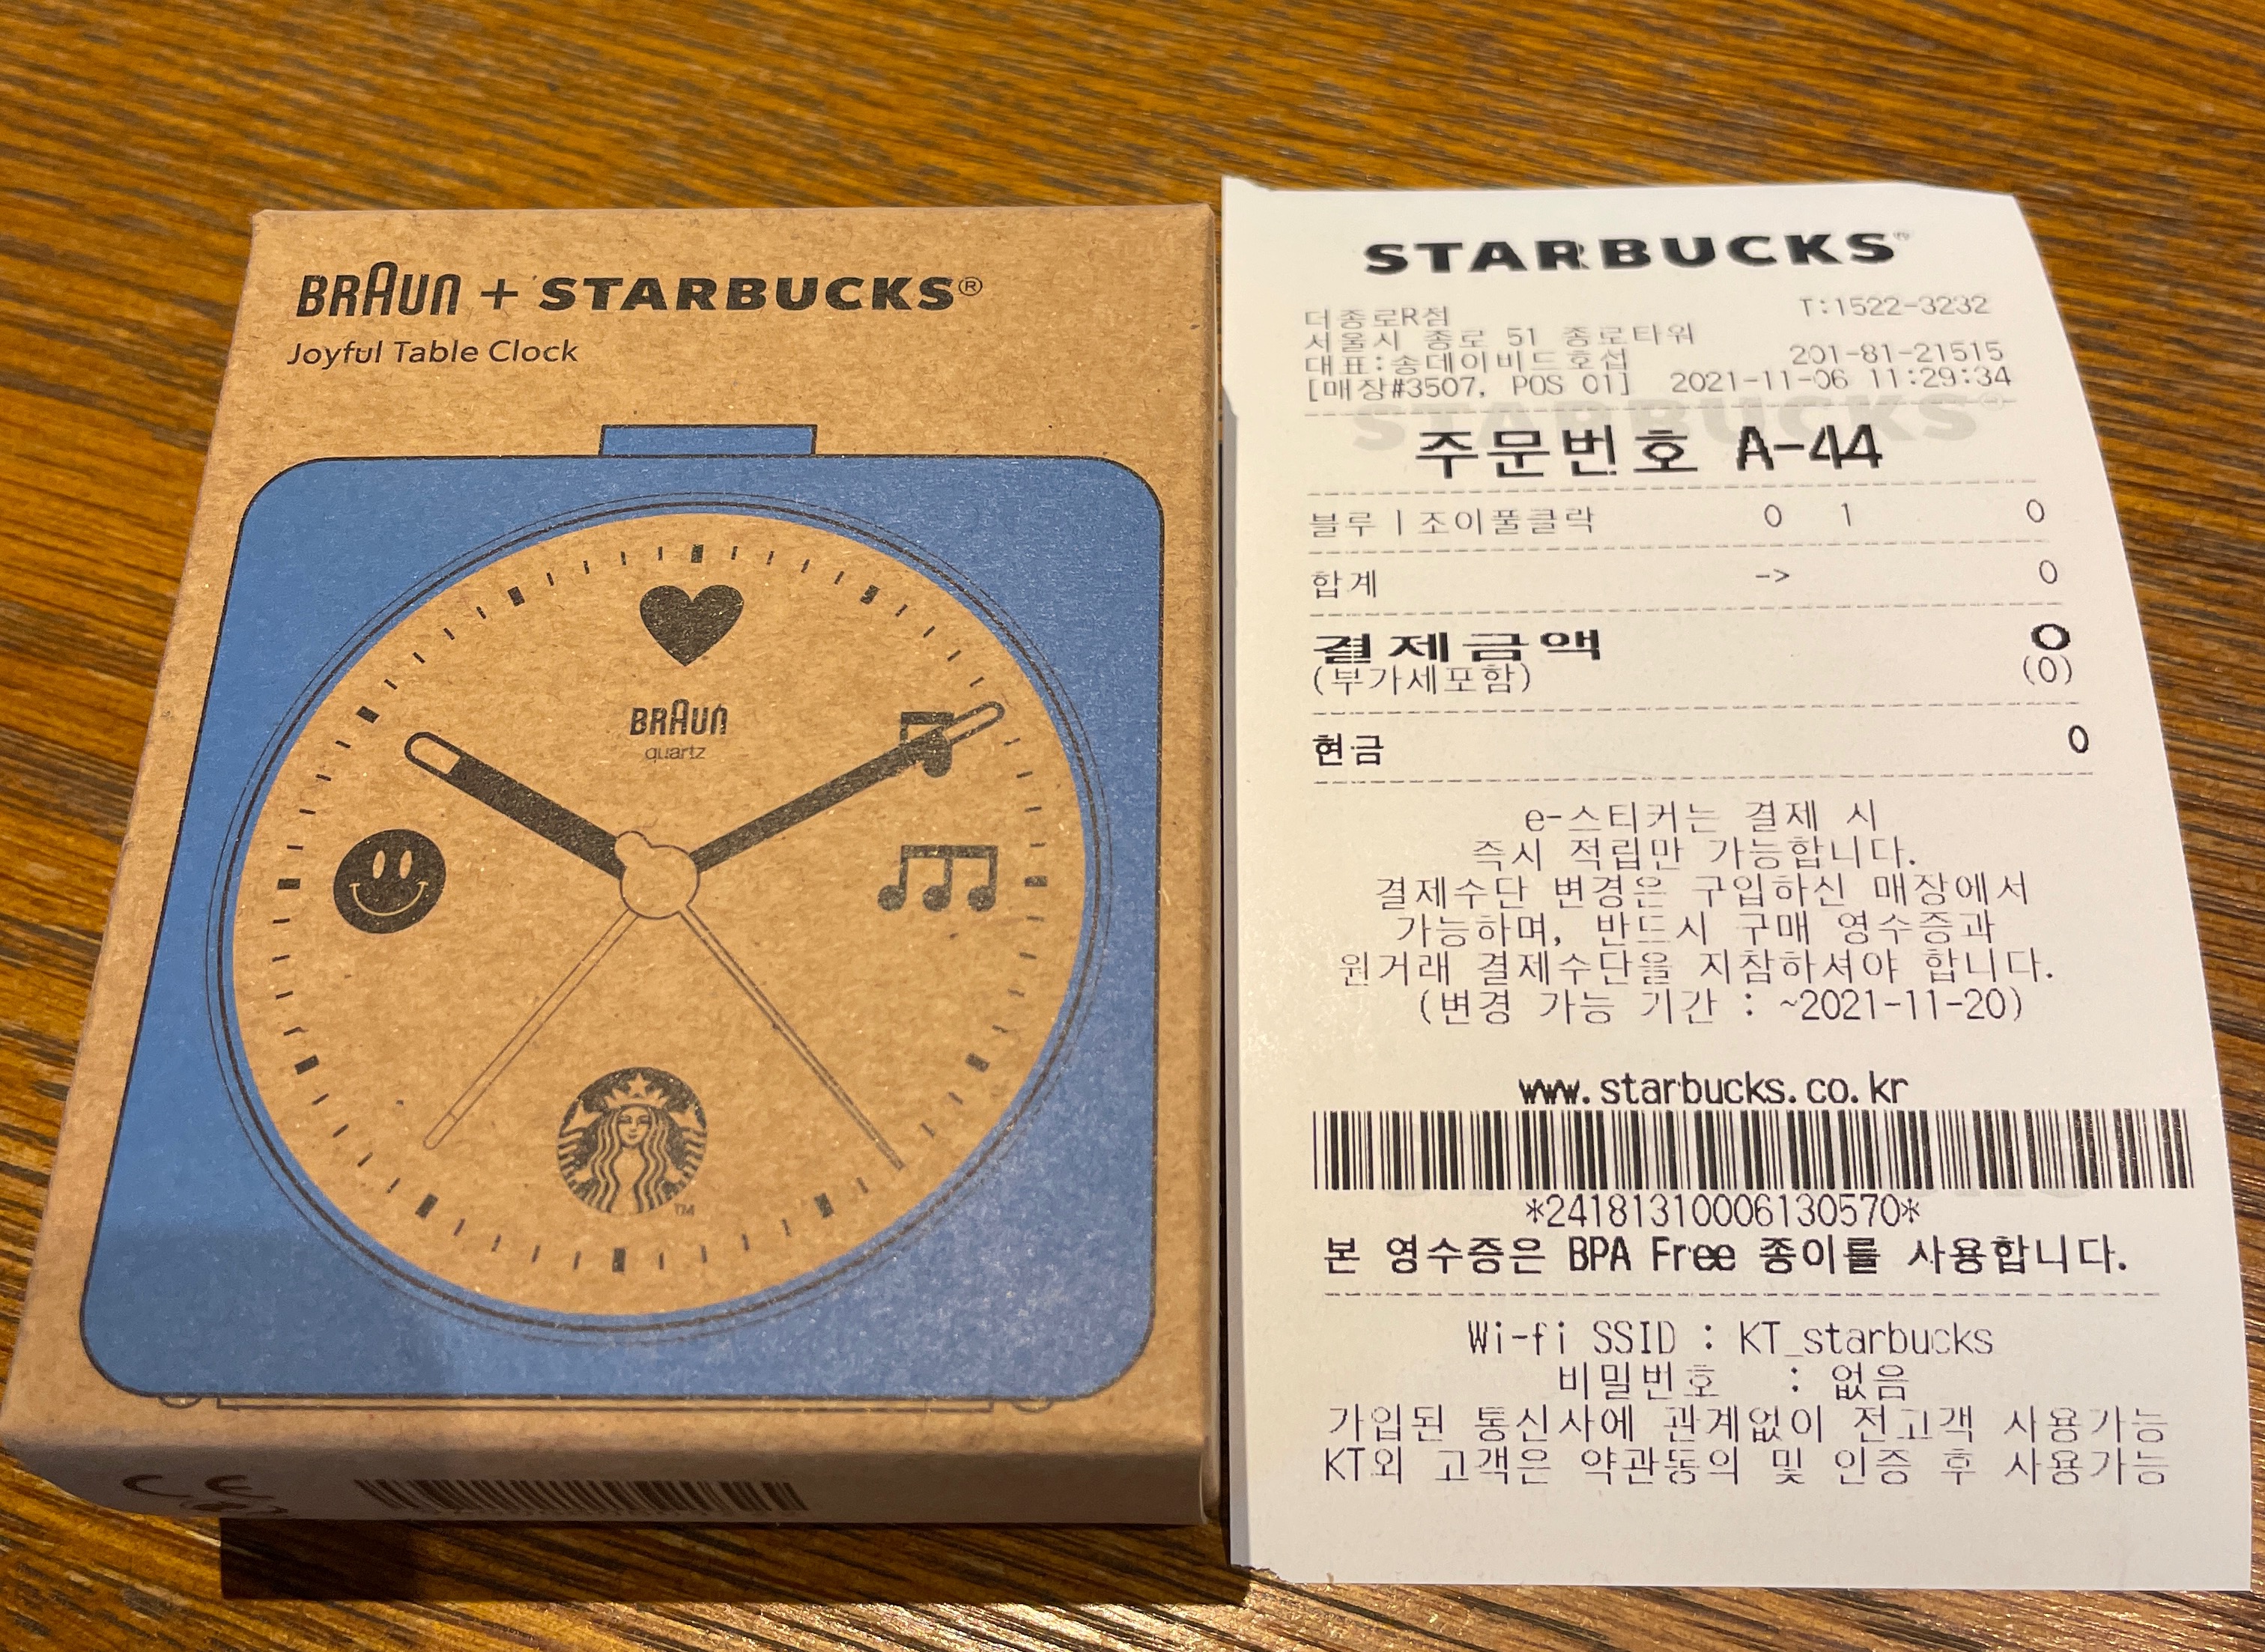 BRAUN + STARBUCKS®
Joyful Table Clock
BRAUN
quartz
TM
CE
STARBUCKS®
더종로R점 T:1522-3232
서울시 종로 51 종로타워
대표:송데이비드호섭 201-81-21515
[매장#3507, POS 01] 2021-11-06 11:29:34
STARBUCKS®
주문번호 A-44
블루|조이풀클락 0 1 0
합계 -> 0
결제금액 0
(부가세포함) (0)
현금 0
e-스티커는 결제 시
즉시 적립만 가능합니다.
결제수단 변경은 구입하신 매장에서
가능하며, 반드시 구매 영수증과
원거래 결제수단을 지참하셔야 합니다.
(변경 가능 기간 : ~2021-11-20)
www.starbucks.co.kr
*24181310006130570*
본 영수증은 BPA Free 종이를 사용합니다.
Wi-fi SSID : KT_starbucks
비밀번호 : 없음
가입된 통신사에 관계없이 전고객 사용가능
KT외 고객은 약관동의 및 인증 후 사용가능